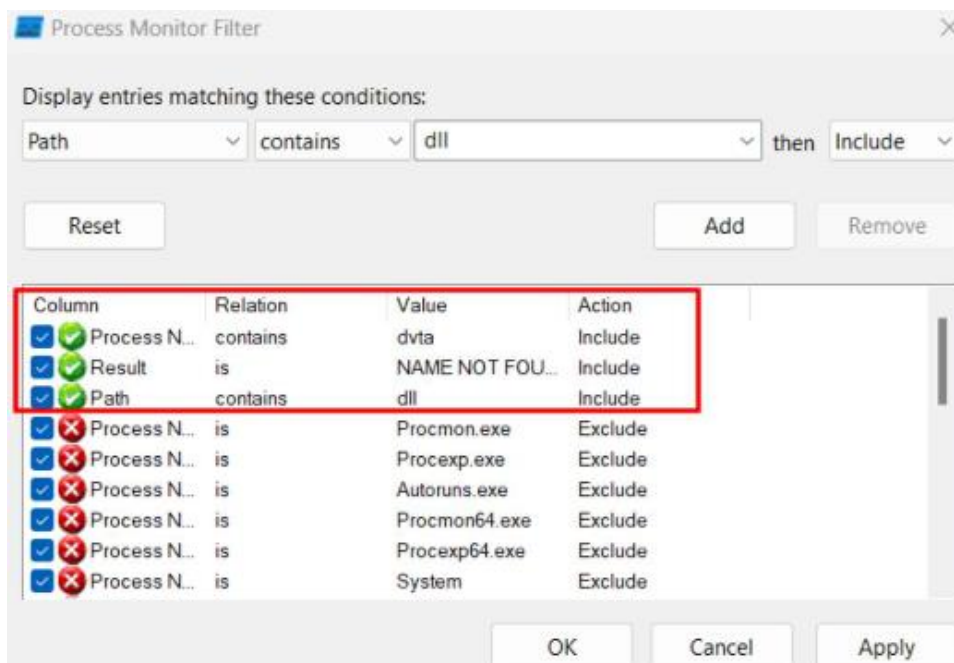 Process Monitor Filter
Display entries matching these conditions:
Path contains dll then Include
Reset Add Remove
Column Relation Value Action
Process N... contains dvta Include
Result is NAME NOT FOU... Include
Path contains dll Include
Process N... is Procmon.exe Exclude
Process N... is Procexp.exe Exclude
Process N... is Autoruns.exe Exclude
Process N... is Procmon64.exe Exclude
Process N... is Procexp64.exe Exclude
Process N... is System Exclude
OK Cancel Apply